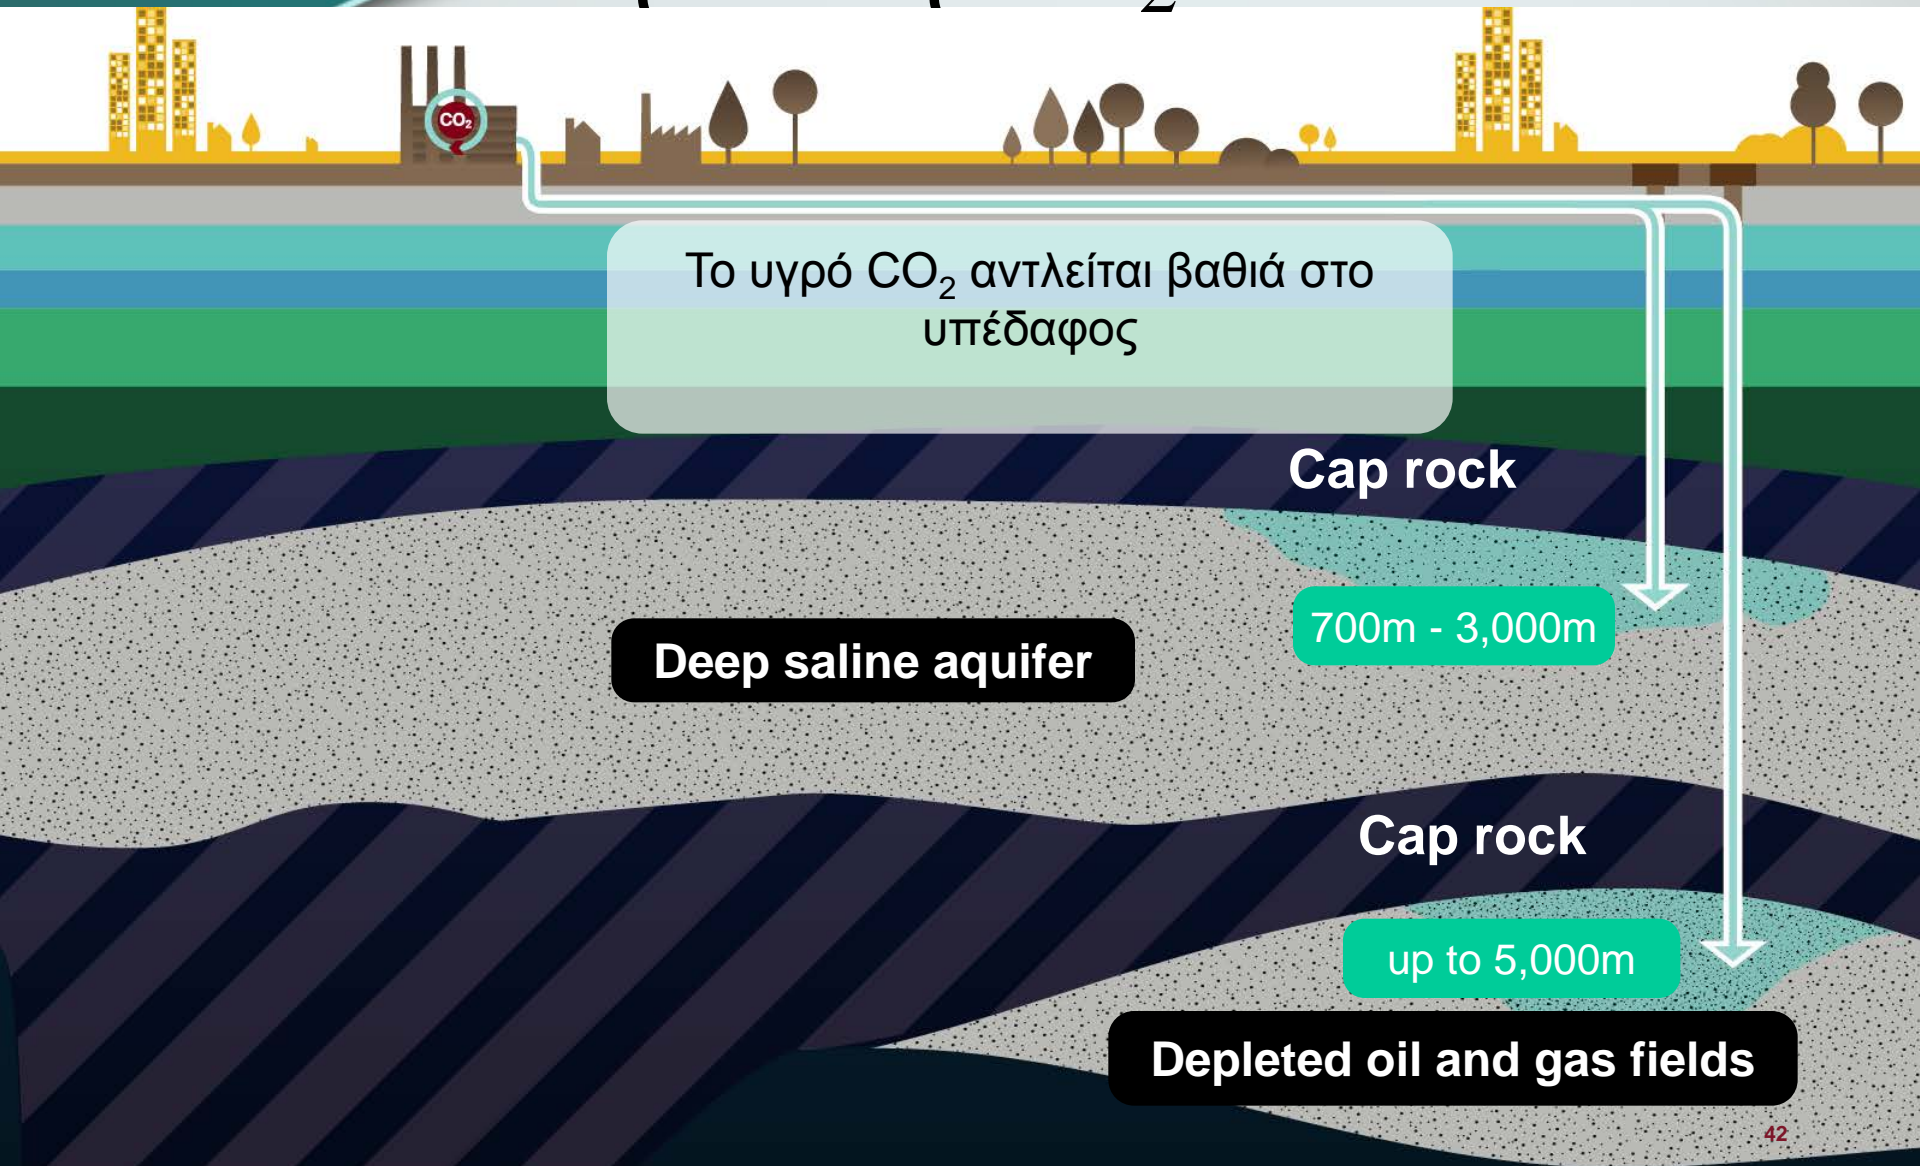 CO₂
Το υγρό CO₂ αντλείται βαθιά στο
υπέδαφος
Cap rock
700m - 3,000m
Deep saline aquifer
Cap rock
up to 5,000m
Depleted oil and gas fields
42